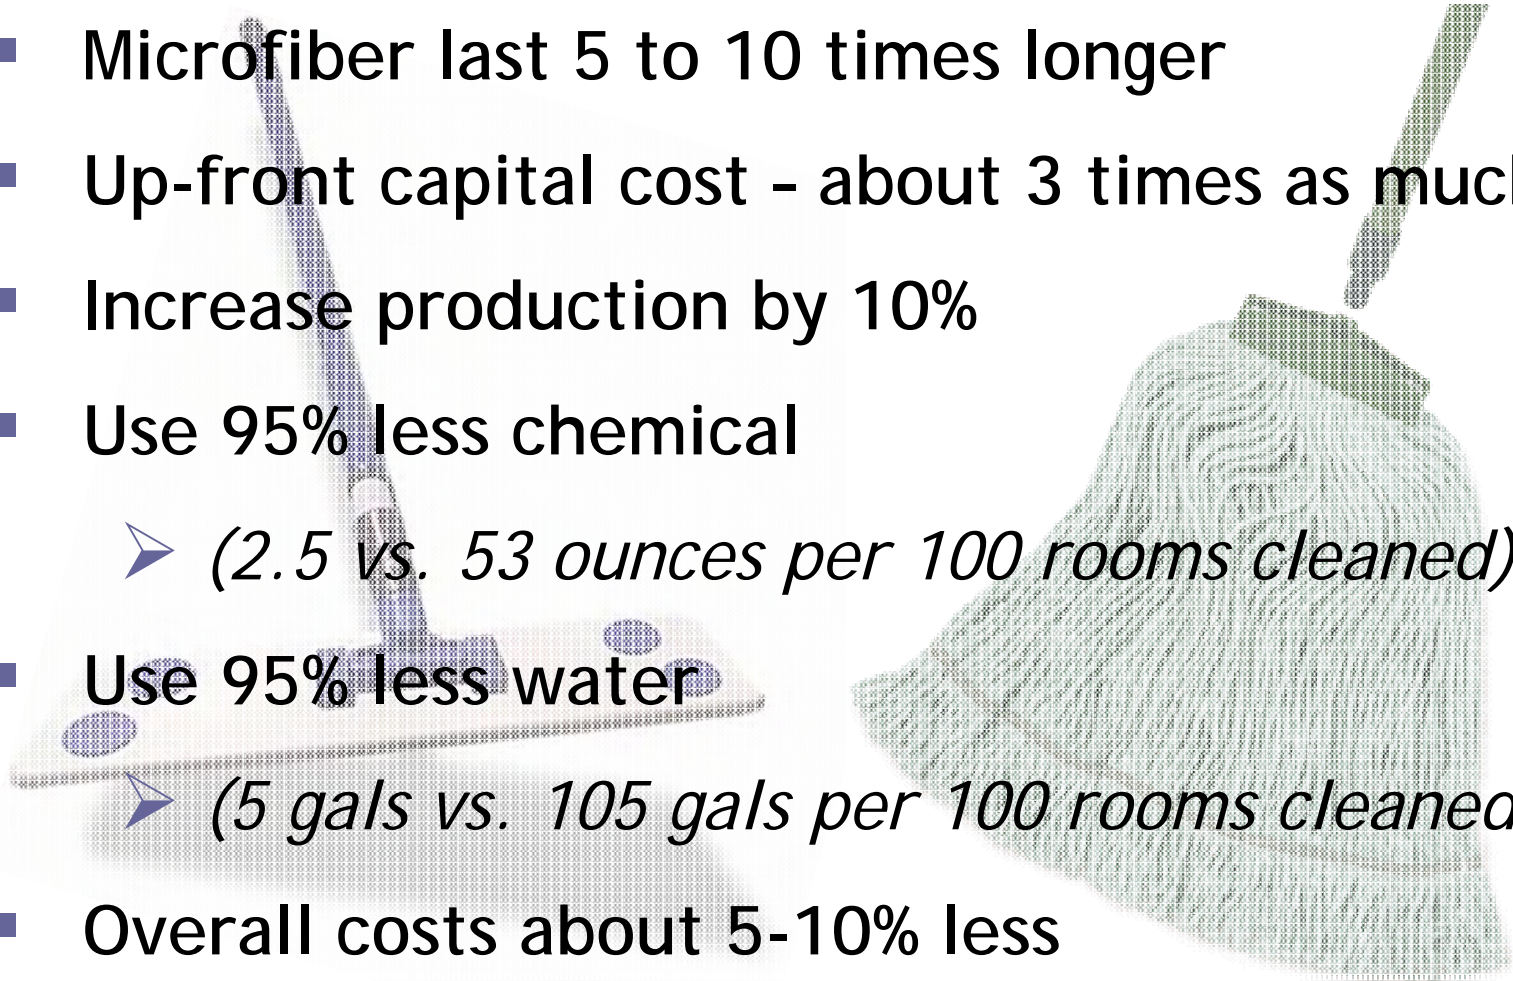 Microfiber last 5 to 10 times longer
Up-front capital cost – about 3 times as much
Increase production by 10%
Use 95% less chemical
(2.5 vs. 53 ounces per 100 rooms cleaned)
Use 95% less water
(5 gals vs. 105 gals per 100 rooms cleaned
Overall costs about 5-10% less